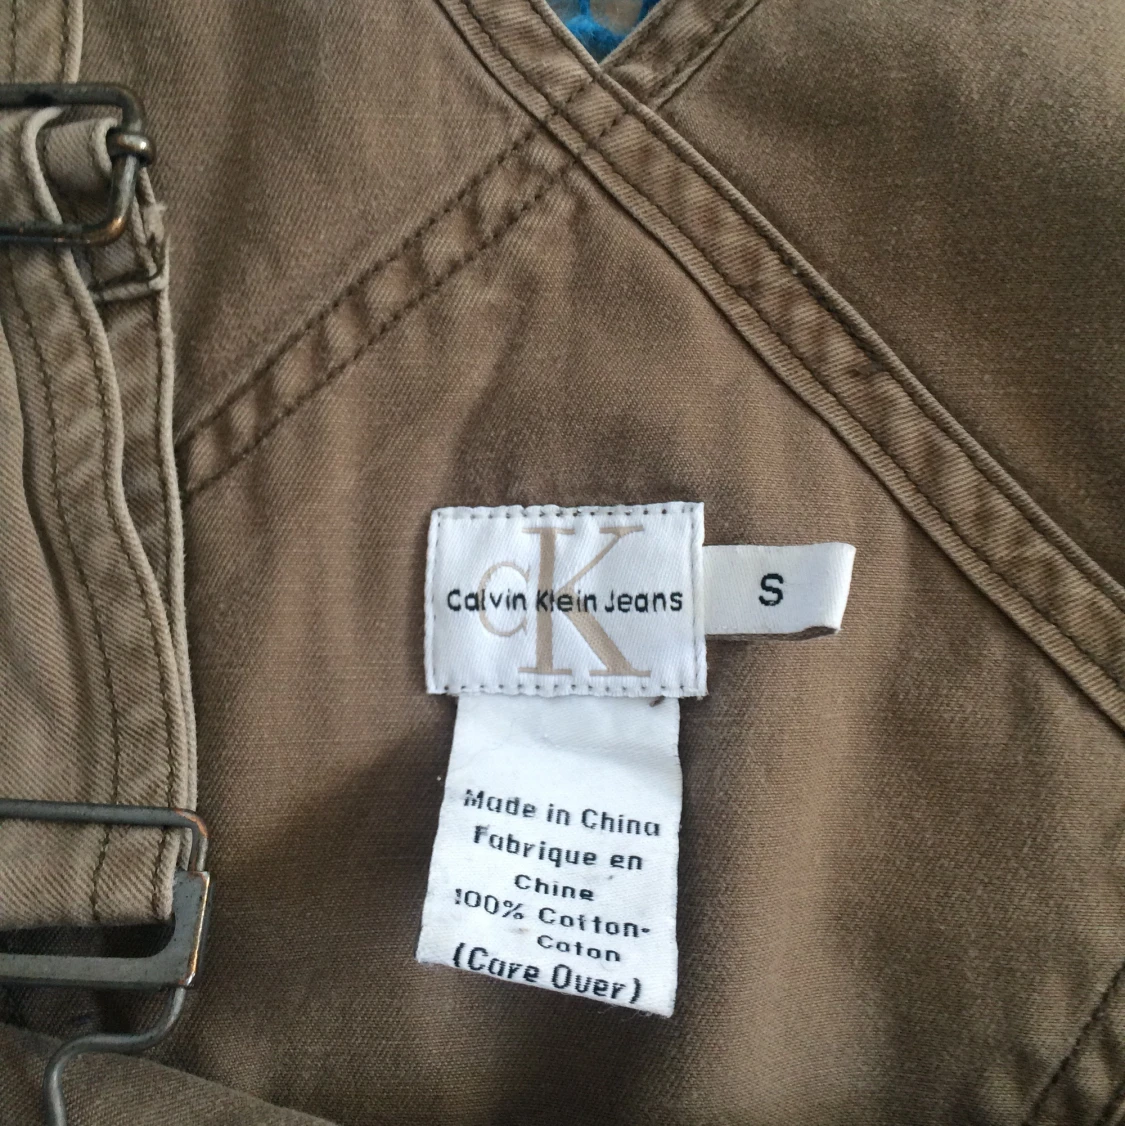 cK
Calvin Klein Jeans
S
Made in China
Fabrique en
Chine
100% Cotton-
Coton
(Care Over)